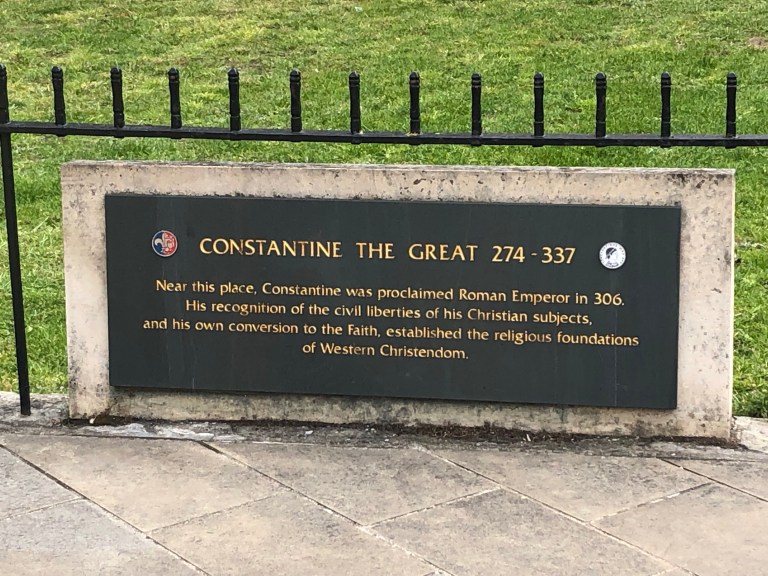 CONSTANTINE THE GREAT 274 - 337
Near this place, Constantine was proclaimed Roman Emperor in 306.
His recognition of the civil liberties of his Christian subjects,
and his own conversion to the Faith, established the religious foundations
of Western Christendom.